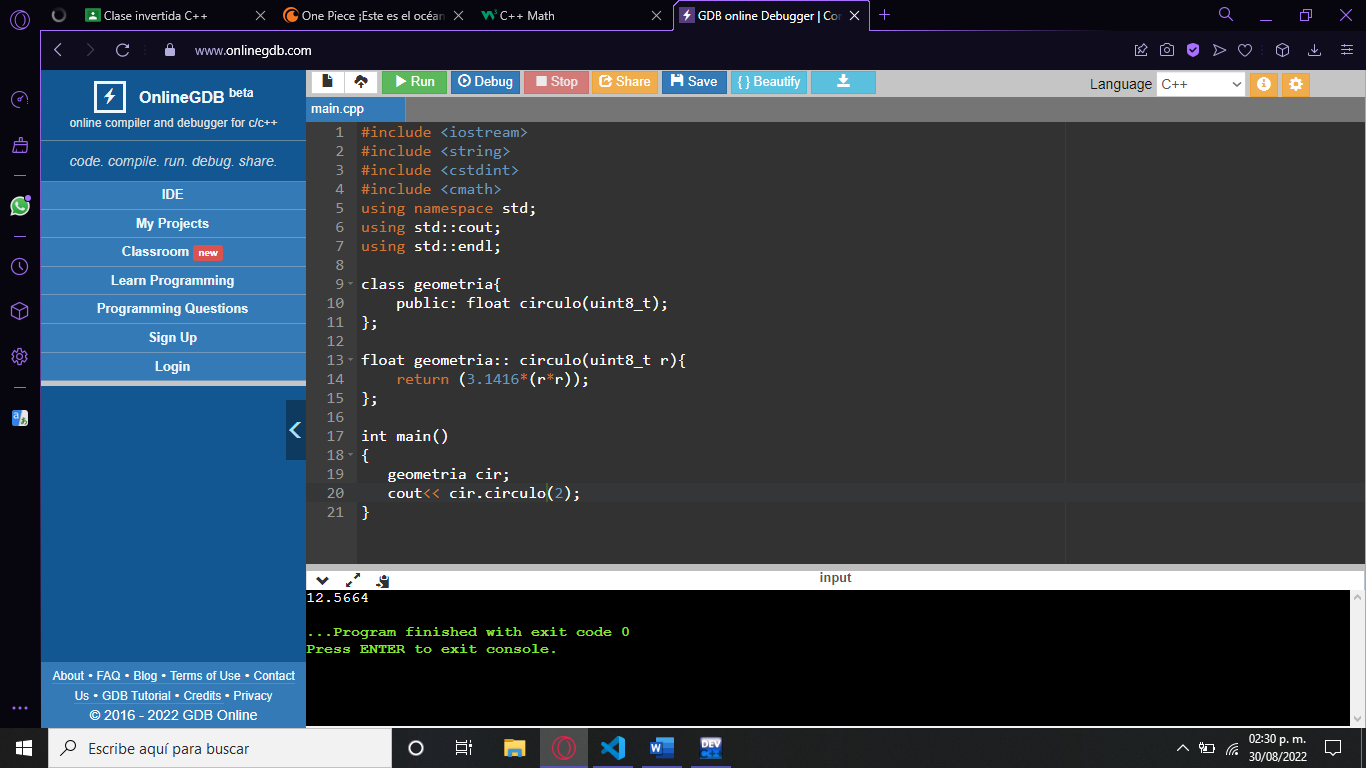 Clase invertida C++
One Piece ¡Este es el océan
C++ Math
GDB online Debugger | Co
www.onlinegdb.com
OnlineGDB beta
online compiler and debugger for c/c++
code. compile. run. debug. share.
IDE
My Projects
Classroom new
Learn Programming
Programming Questions
Sign Up
Login
About • FAQ • Blog • Terms of Use • Contact
Us • GDB Tutorial • Credits • Privacy
© 2016 - 2022 GDB Online
Run Debug Stop Share Save { } Beautify
Language C++
main.cpp
1 #include <iostream>
2 #include <string>
3 #include <cstdint>
4 #include <cmath>
5 using namespace std;
6 using std::cout;
7 using std::endl;
8
9 class geometria{
10 public: float circulo(uint8_t);
11 };
12
13 float geometria:: circulo(uint8_t r){
14 return (3.1416*(r*r));
15 };
16
17 int main()
18 {
19 geometria cir;
20 cout<< cir.circulo(2);
21 }
input
12.5664
...Program finished with exit code 0
Press ENTER to exit console.
Escribe aquí para buscar
DEV
02:30 p. m.
30/08/2022